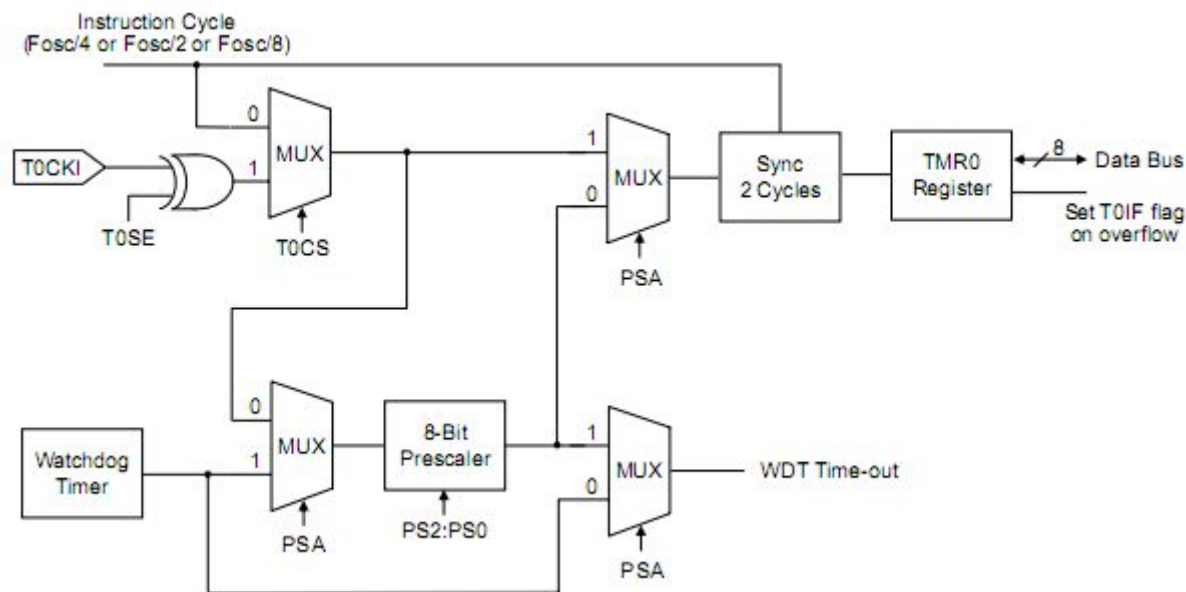 Instruction Cycle
(Fosc/4 or Fosc/2 or Fosc/8)
0
T0CKI
1
MUX
T0SE
T0CS
1
MUX
0
PSA
Sync
2 Cycles
TMR0
Register
8
Data Bus
Set T0IF flag
on overflow
Watchdog
Timer
0
1
MUX
PSA
8-Bit
Prescaler
PS2:PS0
1
MUX
0
PSA
WDT Time-out